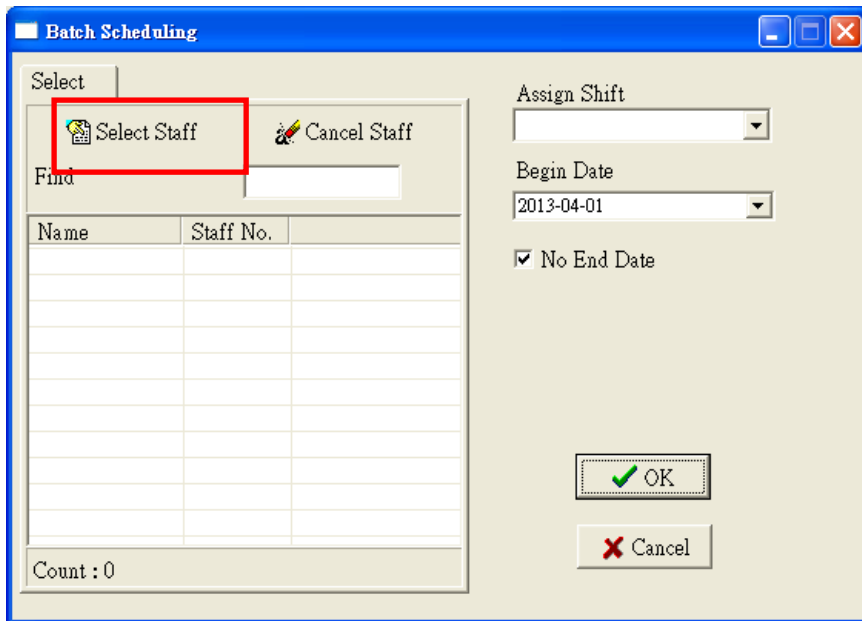 Batch Scheduling
Select
Select Staff
Cancel Staff
Find
Name
Staff No.
Count : 0
Assign Shift
Begin Date
2013-04-01
No End Date
OK
Cancel